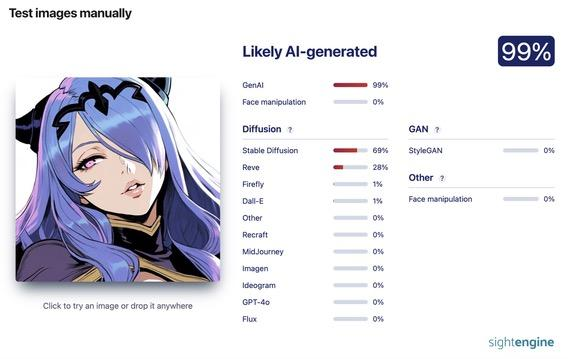 Test images manually
Likely AI-generated
99%
GenAI 99%
Face manipulation 0%
Diffusion ?
Stable Diffusion 69%
Reve 28%
Firefly 1%
Dall-E 1%
Other 0%
Recraft 0%
MidJourney 0%
Imagen 0%
Ideogram 0%
GPT-4o 0%
Flux 0%
GAN ?
StyleGAN 0%
Other ?
Face manipulation 0%
Click to try an image or drop it anywhere
sightengine